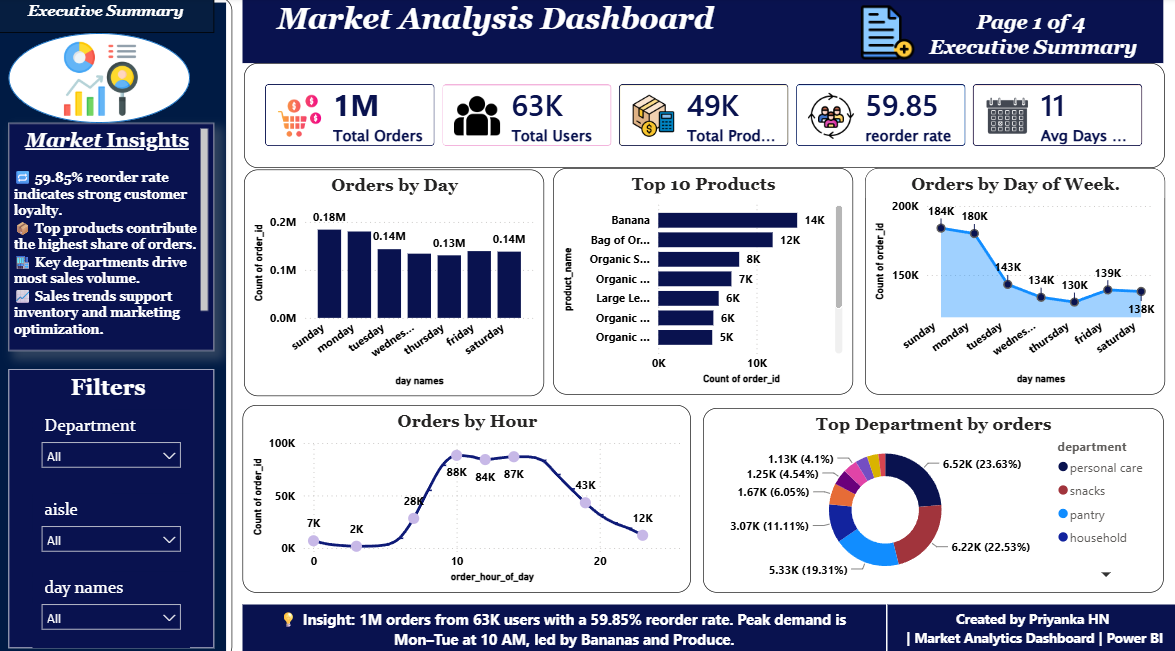 Executive Summary
Market Insights
🔁 59.85% reorder rate
indicates strong customer
loyalty.
📦 Top products contribute
the highest share of orders.
🏬 Key departments drive
most sales volume.
📈 Sales trends support
inventory and marketing
optimization.
Filters
Department
All
aisle
All
day names
All
Market Analysis Dashboard
Page 1 of 4
Executive Summary
1M
Total Orders
63K
Total Users
49K
Total Prod...
59.85
reorder rate
11
Avg Days ...
Orders by Day
Count of order_id
0.2M
0.1M
0.0M
0.18M
0.14M
0.13M
0.14M
sunday
monday
tuesday
wednes...
thursday
friday
saturday
day names
Top 10 Products
product_name
Banana 14K
Bag of Or... 12K
Organic S... 8K
Organic ... 7K
Large Le... 6K
Organic ... 6K
Organic ... 5K
0K 10K
Count of order_id
Orders by Day of Week.
Count of order_id
200K
150K
184K
180K
143K
134K
130K
139K
138K
sunday
monday
tuesday
wednes...
thursday
friday
saturday
day names
Orders by Hour
Count of order_id
100K
50K
0K
7K
2K
28K
88K
84K
87K
43K
12K
0 10 20
order_hour_of_day
Top Department by orders
6.52K (23.63%)
6.22K (22.53%)
5.33K (19.31%)
3.07K (11.11%)
1.67K (6.05%)
1.25K (4.54%)
1.13K (4.1%)
department
personal care
snacks
pantry
household
💡 Insight: 1M orders from 63K users with a 59.85% reorder rate. Peak demand is
Mon–Tue at 10 AM, led by Bananas and Produce.
Created by Priyanka HN
| Market Analytics Dashboard | Power BI